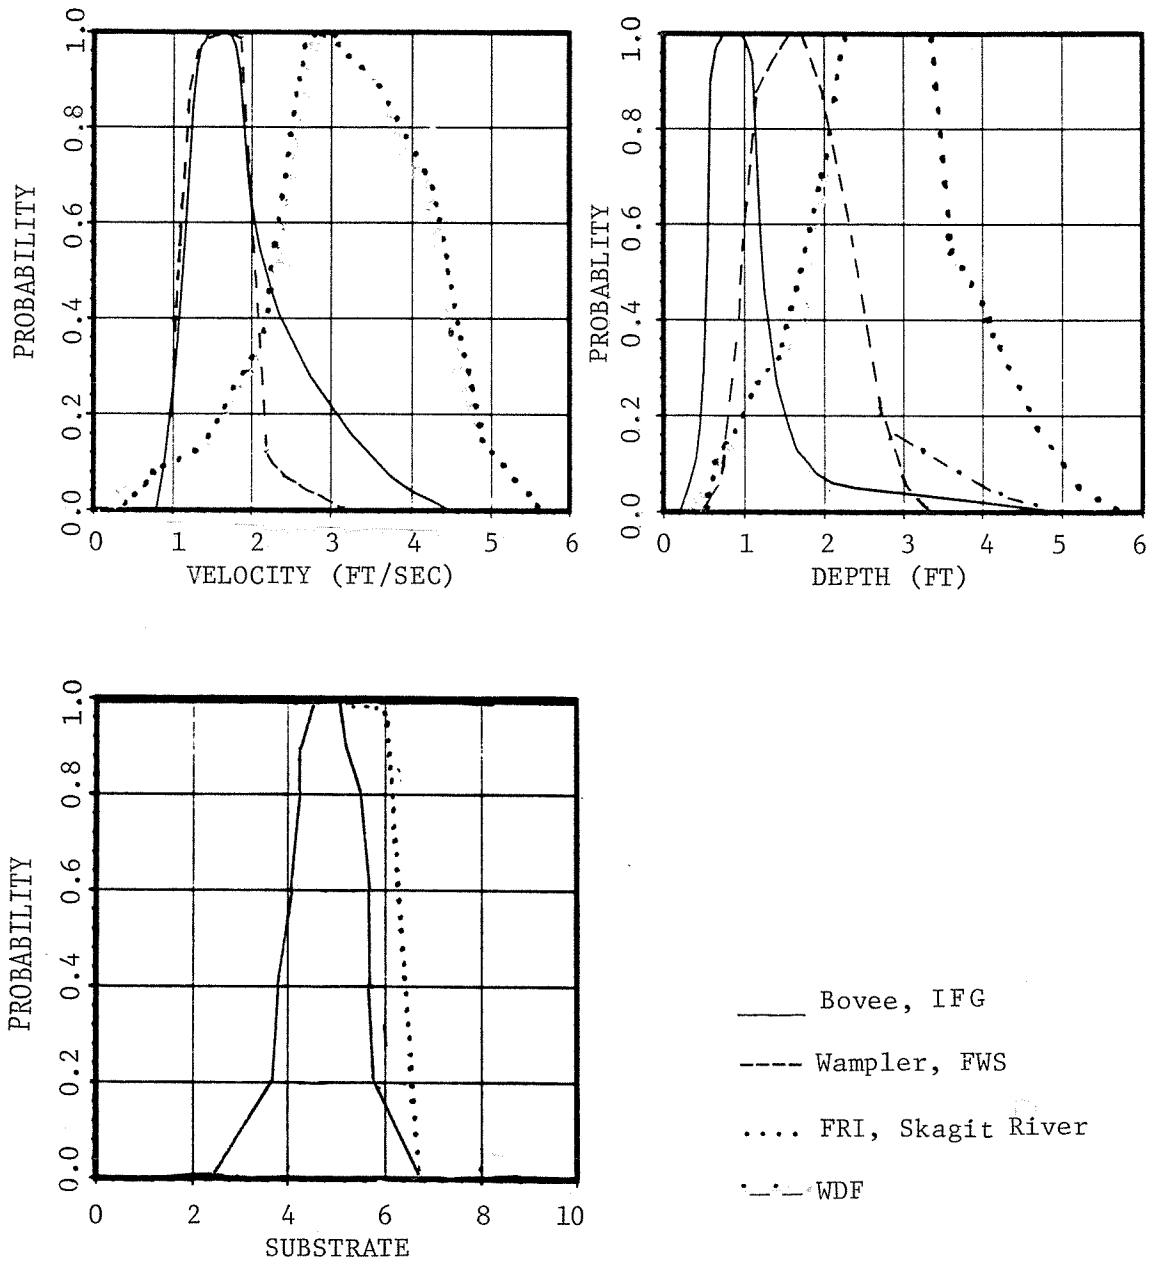 PROBABILITY
1.0
0.8
0.6
0.4
0.2
0.0
0 1 2 3 4 5 6
VELOCITY (FT/SEC)
PROBABLITY
1.0
0.8
0.6
0.4
0.2
0.0
0 1 2 3 4 5 6
DEPTH (FT)
PROBABILITY
1.0
0.8
0.6
0.4
0.2
0.0
0 2 4 6 8 10
SUBSTRATE
Bovee, IFG
Wampler, FWS
FRI, Skagit River
WDF